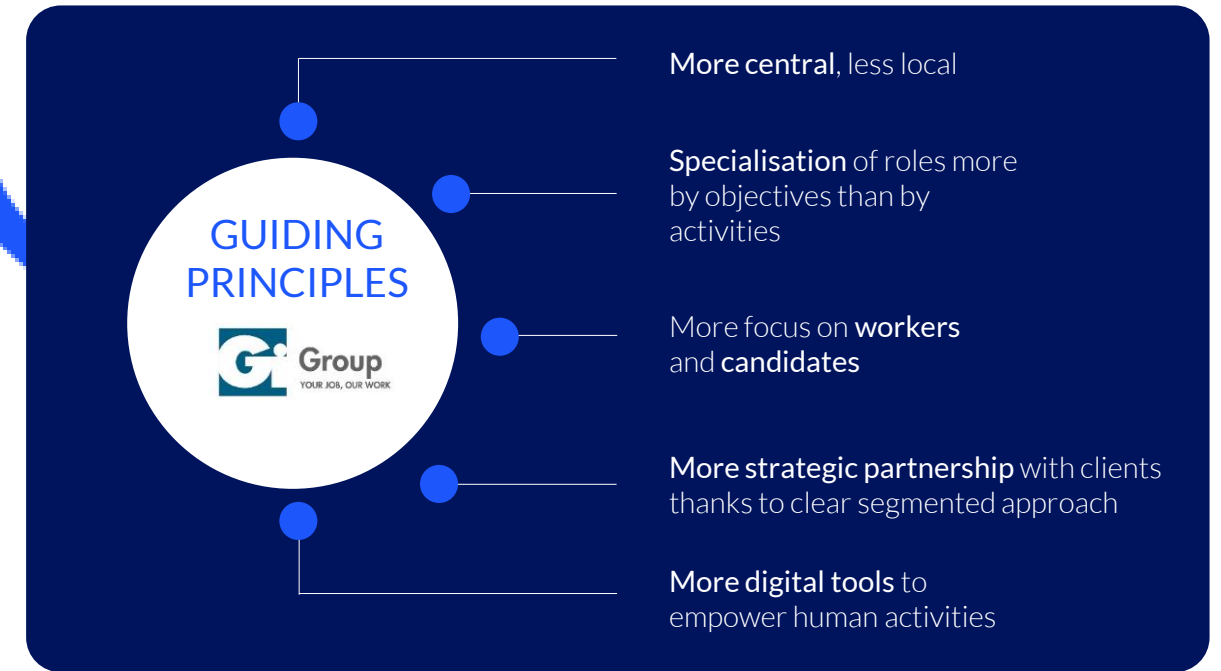 GUIDING
PRINCIPLES
Gi Group
YOUR JOB, OUR WORK
More central, less local
Specialisation of roles more
by objectives than by
activities
More focus on workers
and candidates
More strategic partnership with clients
thanks to clear segmented approach
More digital tools to
empower human activities